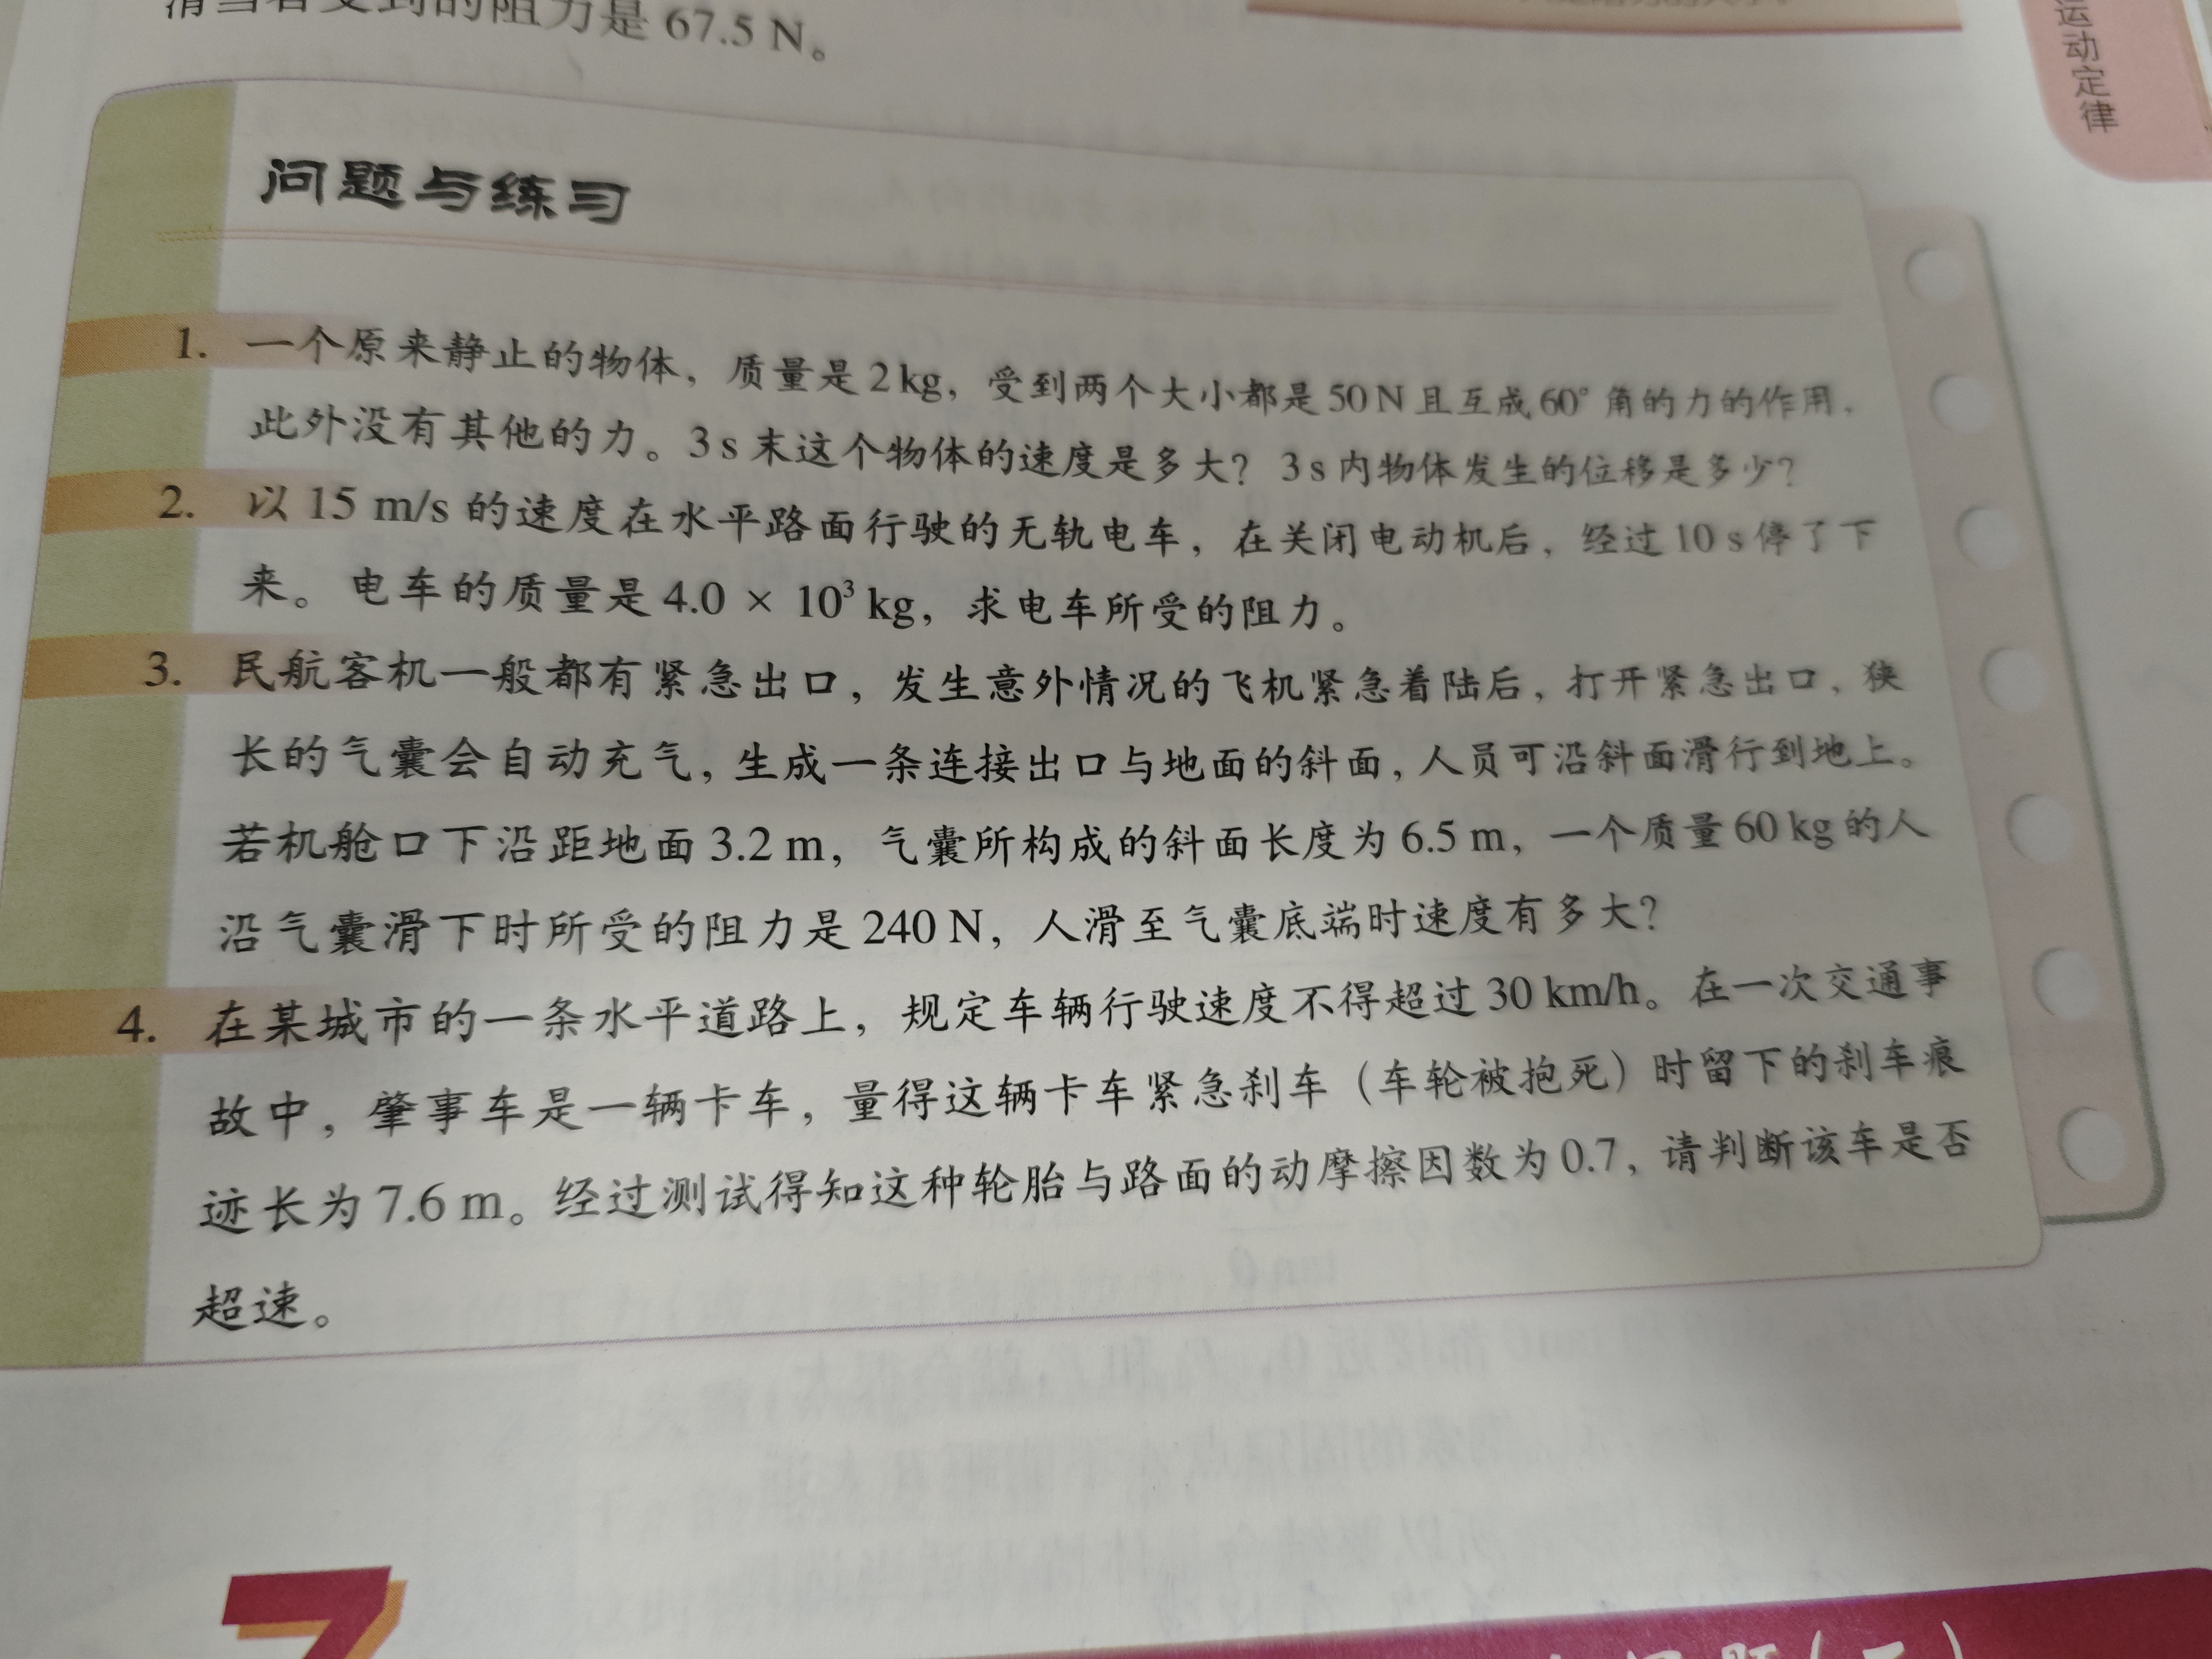 受到的阻力是 67.5 N。
运动定律
问题与练习
1. 一个原来静止的物体，质量是 2 kg，受到两个大小都是 50 N 且互成 60° 角的力的作用，
此外没有其他的力。3 s 末这个物体的速度是多大？3 s 内物体发生的位移是多少？
2. 以 15 m/s 的速度在水平路面行驶的无轨电车，在关闭电动机后，经过 10 s 停了下
来。电车的质量是 4.0 × 10³ kg，求电车所受的阻力。
3. 民航客机一般都有紧急出口，发生意外情况的飞机紧急着陆后，打开紧急出口，狭
长的气囊会自动充气，生成一条连接出口与地面的斜面，人员可沿斜面滑行到地上。
若机舱口下沿距地面 3.2 m，气囊所构成的斜面长度为 6.5 m，一个质量 60 kg 的人
沿气囊滑下时所受的阻力是 240 N，人滑至气囊底端时速度有多大？
4. 在某城市的一条水平道路上，规定车辆行驶速度不得超过 30 km/h。在一次交通事
故中，肇事车是一辆卡车，量得这辆卡车紧急刹车（车轮被抱死）时留下的刹车痕
迹长为 7.6 m。经过测试得知这种轮胎与路面的动摩擦因数为 0.7，请判断该车是否
超速。
7